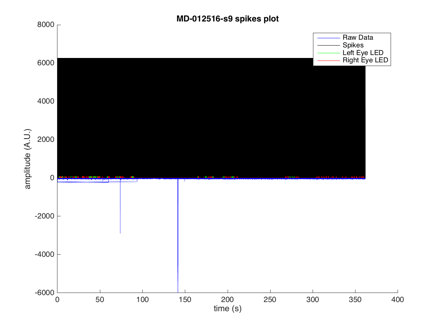 MD-012516-s9 spikes plot
8000
6000
4000
2000
0
-2000
-4000
-6000
amplitude (A.U.)
Raw Data
Spikes
Left Eye LED
Right Eye LED
0 50 100 150 200 250 300 350 400
time (s)